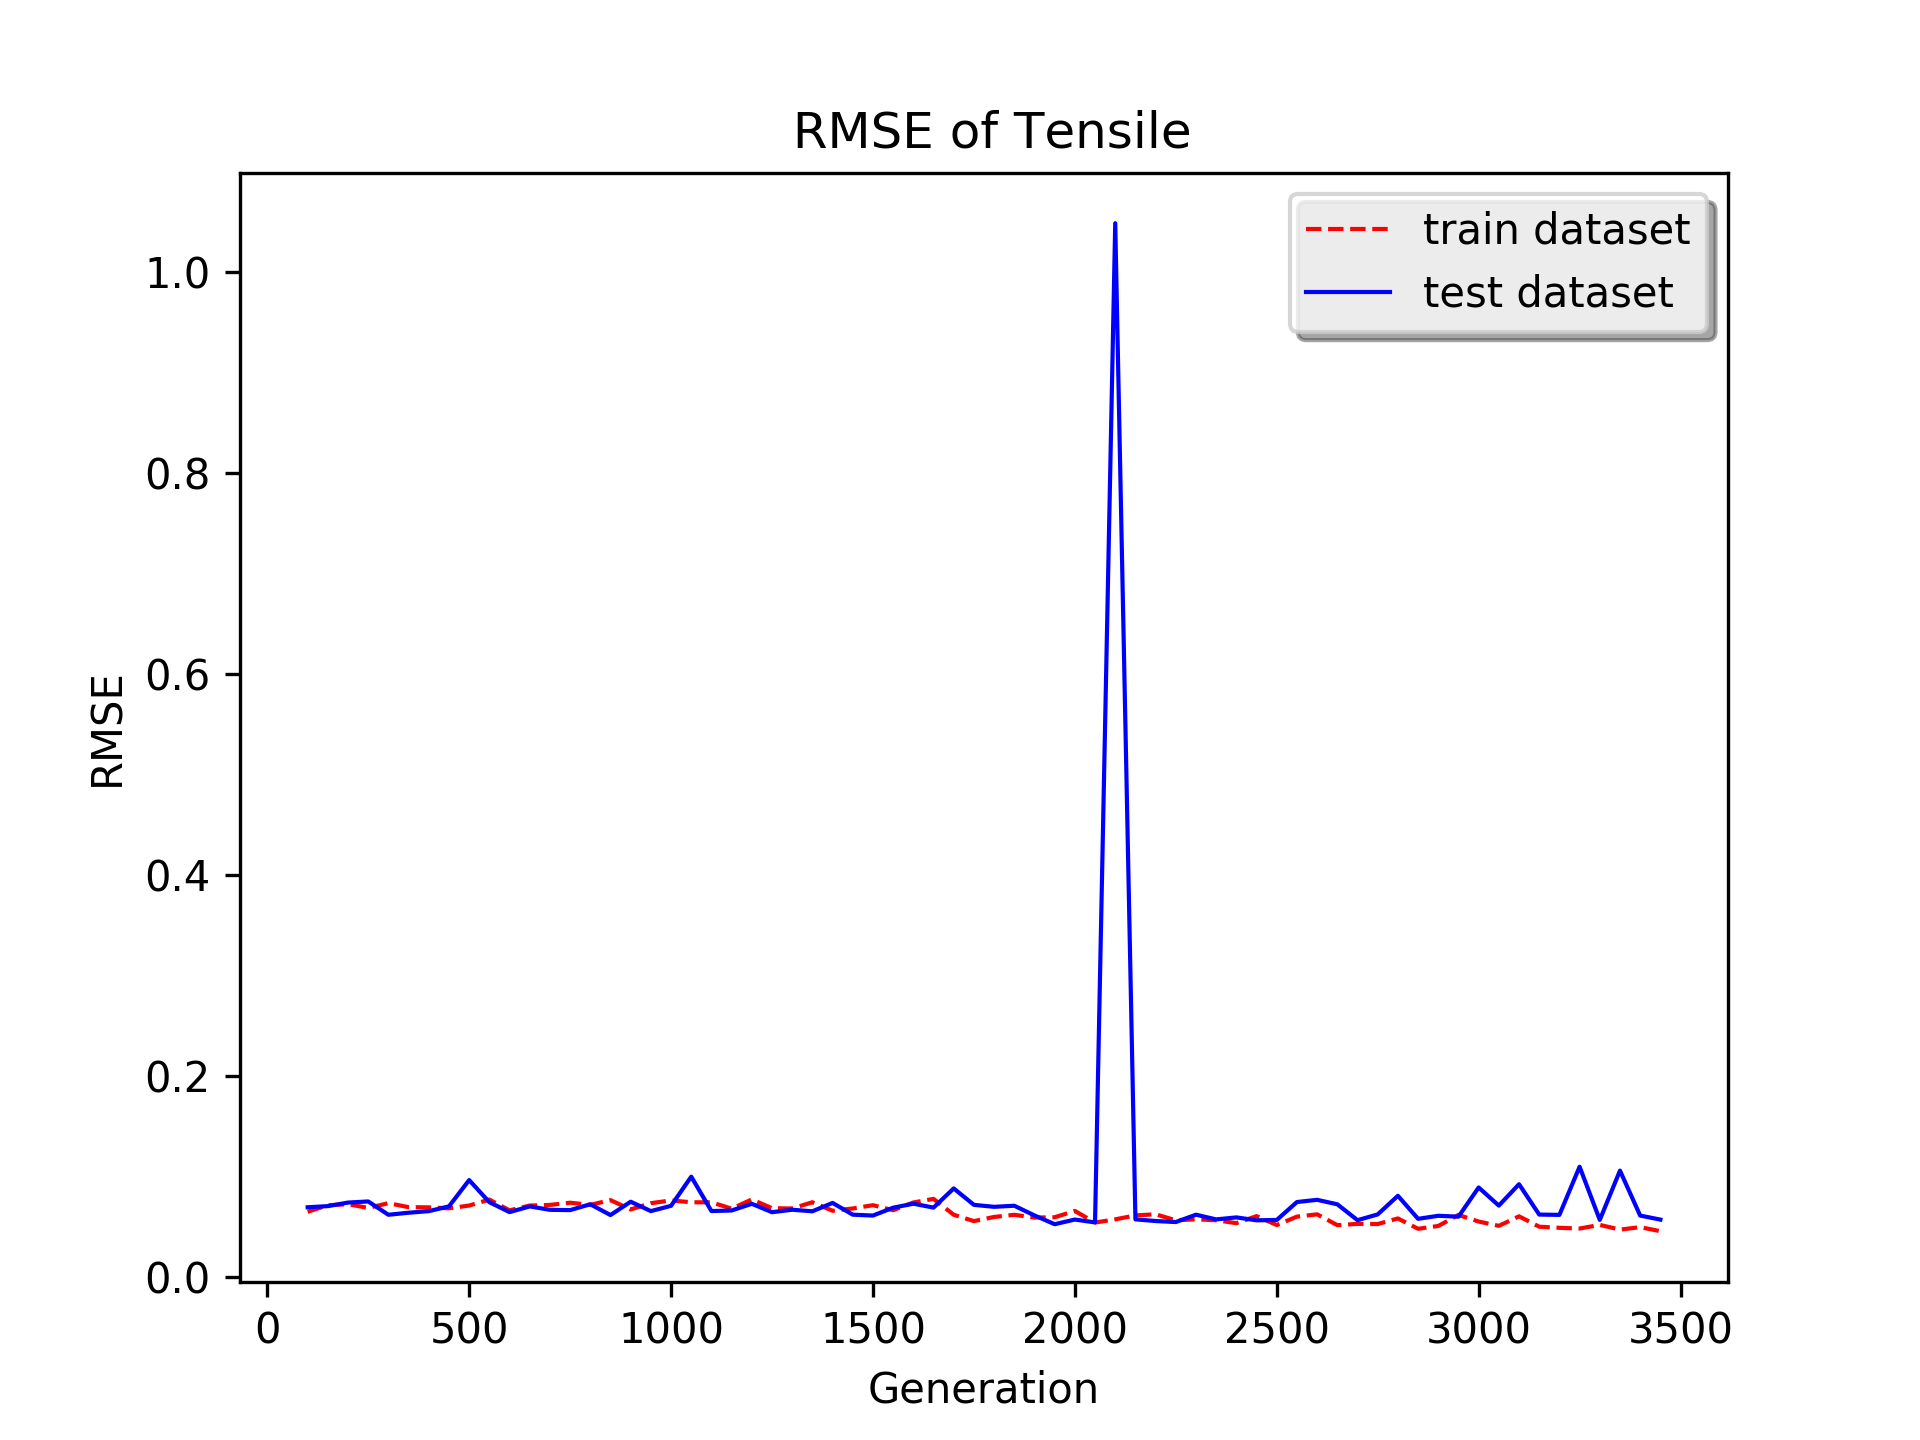 RMSE of Tensile
train dataset
test dataset
1.0
0.8
0.6
0.4
0.2
0.0
RMSE
0 500 1000 1500 2000 2500 3000 3500
Generation